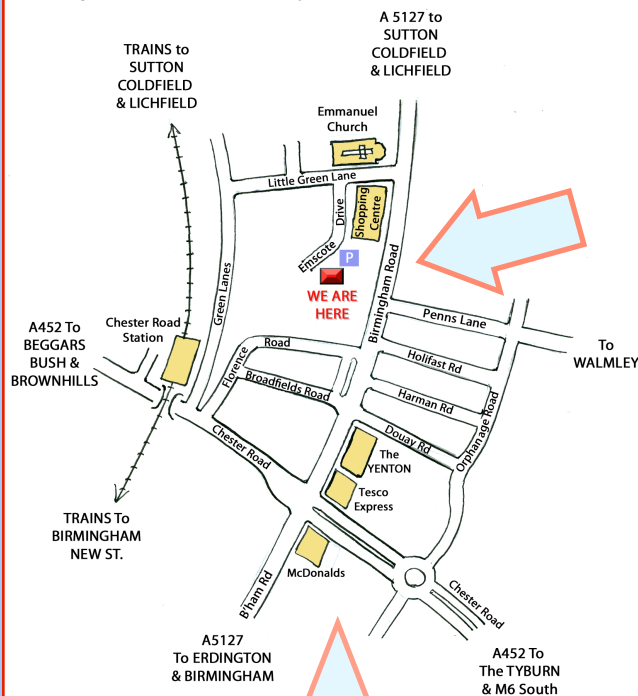 A 5127 to
SUTTON
COLDFIELD
& LICHFIELD
TRAINS to
SUTTON
COLDFIELD
& LICHFIELD
Emmanuel
Church
Little Green Lane
Drive
Shopping
Centre
Emscote
P
WE ARE
HERE
Green Lanes
Birmingham Road
Penns Lane
A452 To
BEGGARS
BUSH &
BROWNHILLS
Chester Road
Station
To
WALMLEY
Road
Florence
Holifast Rd
Broadfields Road
Harman Rd
Orphanage Road
Douay Rd
Chester Road
The
YENTON
Tesco
Express
TRAINS To
BIRMINGHAM
NEW ST.
McDonalds
B'ham Rd
Chester Road
A5127
To ERDINGTON
& BIRMINGHAM
A452 To
The TYBURN
& M6 South